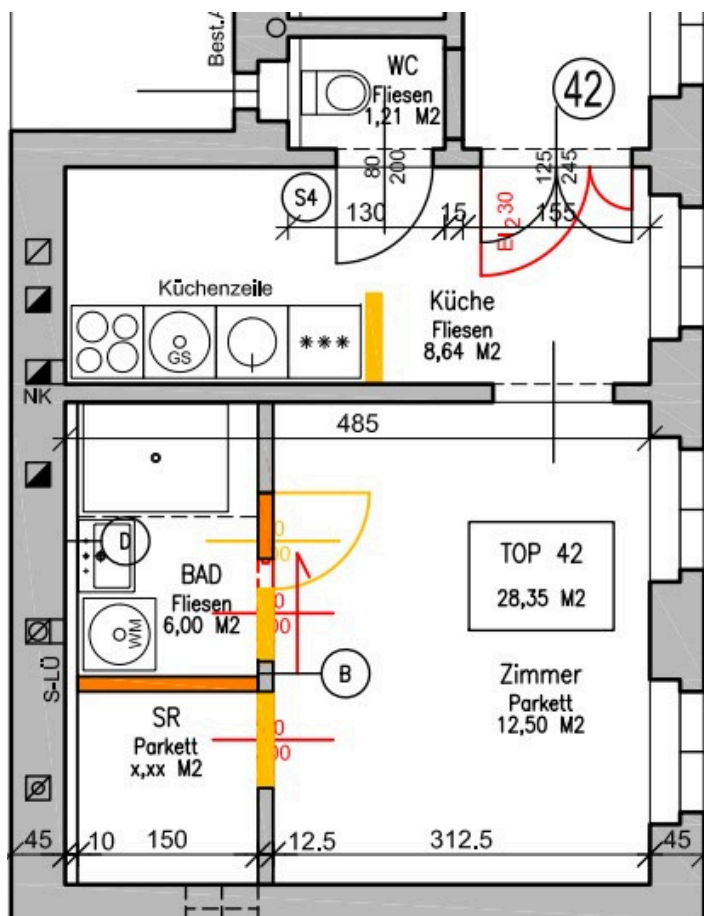 Best.A
WC
Fliesen
1,21 M2
42
80
200
125
245
S4
130
15
155
EI₂30
Küchenzeile
Küche
Fliesen
8,64 M2
GS
***
NK
485
D
BAD
Fliesen
6,00 M2
TOP 42
28,35 M2
WM
S-LÜ
B
Zimmer
Parkett
12,50 M2
SR
Parkett
x,xx M2
45
10
150
12.5
312.5
45